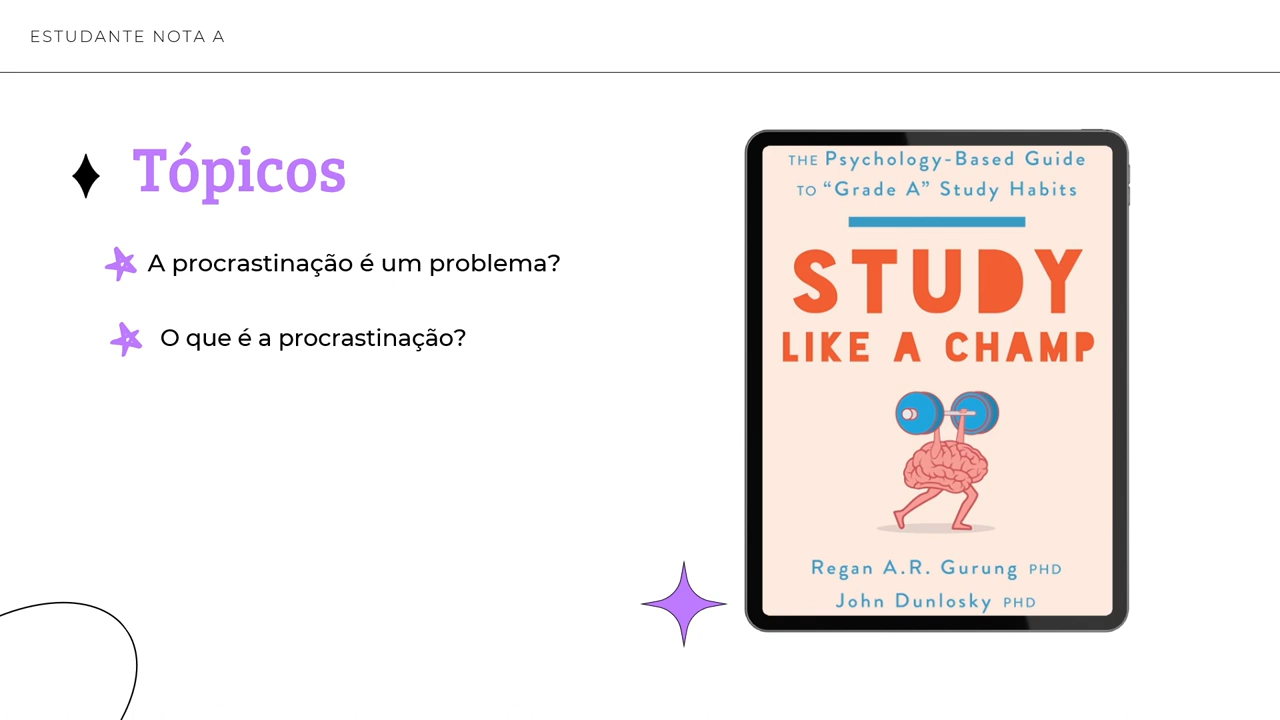 ESTUDANTE NOTA A
Tópicos
A procrastinação é um problema?
O que é a procrastinação?
THE Psychology-Based Guide
TO “Grade A” Study Habits
STUDY
LIKE A CHAMP
Regan A.R. Gurung PHD
John Dunlosky PHD